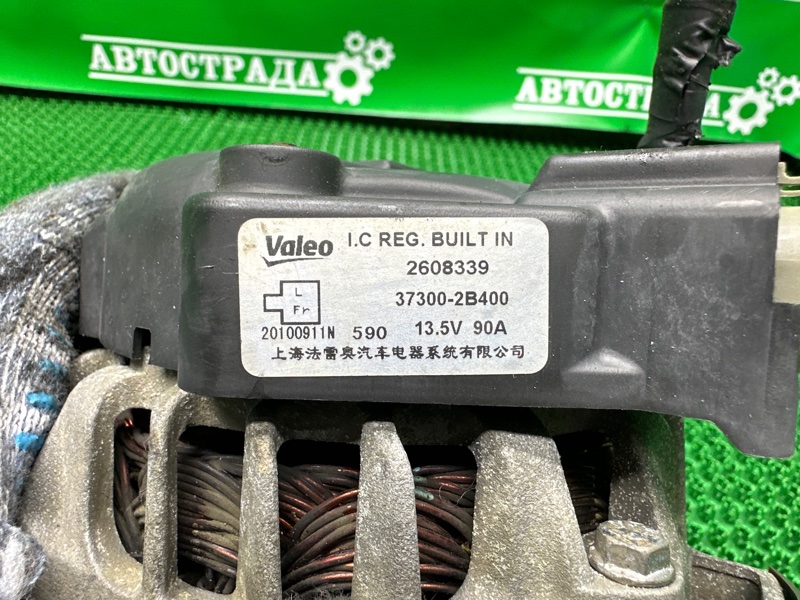 АВТОСТРАДА
АВТОСТРАДА
Valeo I.C REG. BUILT IN
2608339
L
Fr
37300-2B400
20100911N 590 13.5V 90A
上海法雷奥汽车电器系统有限公司